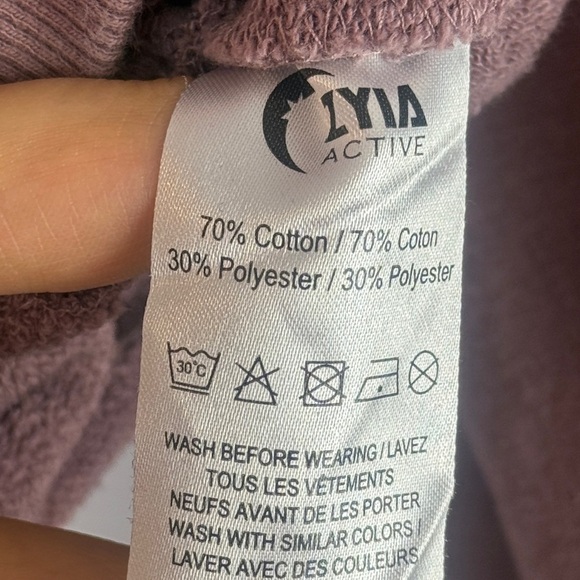 LYIA
ACTIVE
70% Cotton / 70% Coton
30% Polyester / 30% Polyester
30°C
WASH BEFORE WEARING / LAVEZ
TOUS LES VÊTEMENTS
NEUFS AVANT DE LES PORTER
WASH WITH SIMILAR COLORS /
LAVER AVEC DES COULEURS